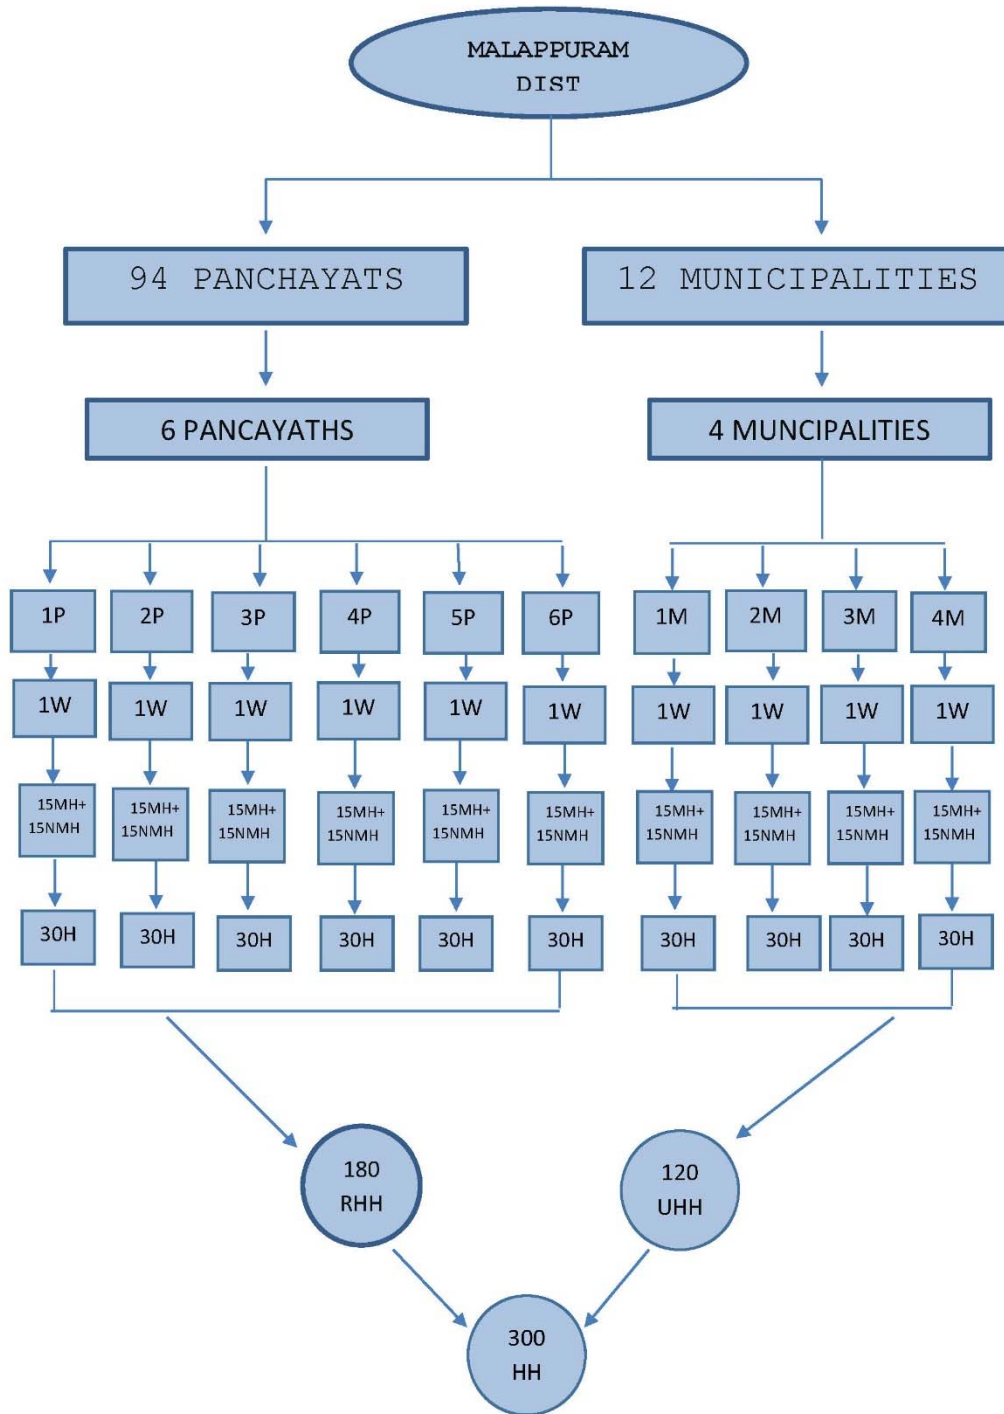 MALAPPURAM
DIST
94 PANCHAYATS
12 MUNICIPALITIES
6 PANCAYATHS
4 MUNCIPALITIES
1P
2P
3P
4P
5P
6P
1M
2M
3M
4M
1W
1W
1W
1W
1W
1W
1W
1W
1W
1W
15MH+
15NMH
15MH+
15NMH
15MH+
15NMH
15MH+
15NMH
15MH+
15NMH
15MH+
15NMH
15MH+
15NMH
15MH+
15NMH
15MH+
15NMH
15MH+
15NMH
30H
30H
30H
30H
30H
30H
30H
30H
30H
30H
180
RHH
120
UHH
300
HH